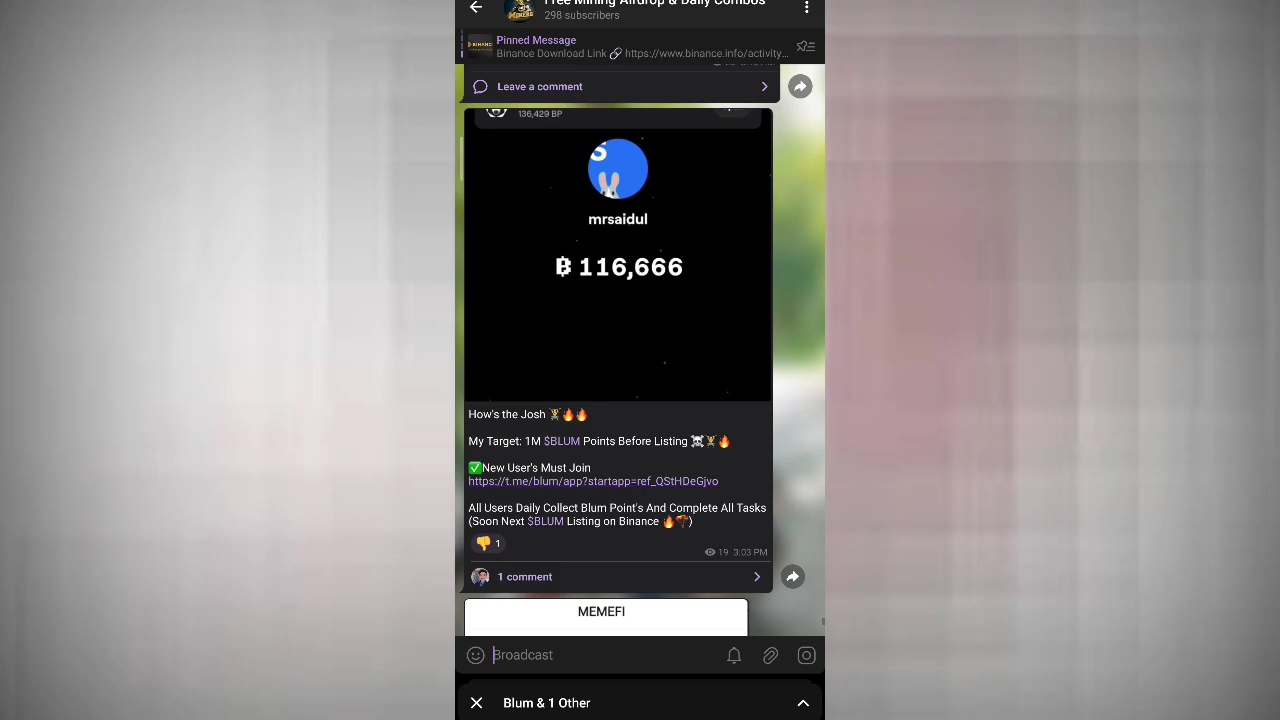 Free Mining Airdrop & Daily Combos
298 subscribers
MINERS
Pinned Message
BINANCE
Binance Download Link 🔗 https://www.binance.info/activity...
Leave a comment
136,429 BP
S
mrsaidul
฿ 116,666
How's the Josh 🏋🔥🔥
My Target: 1M $BLUM Points Before Listing ☠🏋🔥
✅New User's Must Join
https://t.me/blum/app?startapp=ref_QStHDeGjvo
All Users Daily Collect Blum Point's And Complete All Tasks
(Soon Next $BLUM Listing on Binance 🔥🪂)
👎 1
19 3:03 PM
1 comment
MEMEFI
Broadcast
Blum & 1 Other